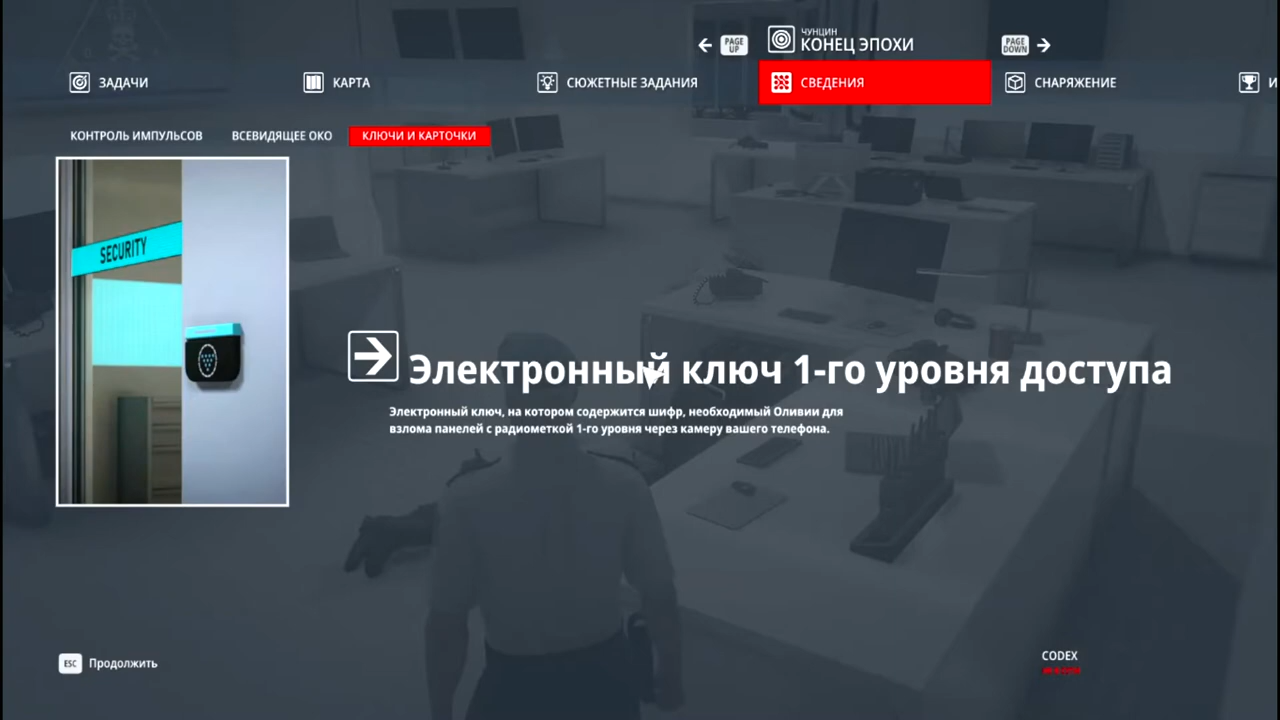 ЧУНЦИН
PAGE UP
КОНЕЦ ЭПОХИ
PAGE DOWN
ЗАДАЧИ
КАРТА
СЮЖЕТНЫЕ ЗАДАНИЯ
СВЕДЕНИЯ
СНАРЯЖЕНИЕ
И
КОНТРОЛЬ ИМПУЛЬСОВ
ВСЕВИДЯЩЕЕ ОКО
КЛЮЧИ И КАРТОЧКИ
SECURITY
Электронный ключ 1-го уровня доступа
Электронный ключ, на котором содержится шифр, необходимый Оливии для
взлома панелей с радиометкой 1-го уровня через камеру вашего телефона.
ESC Продолжить
CODEX